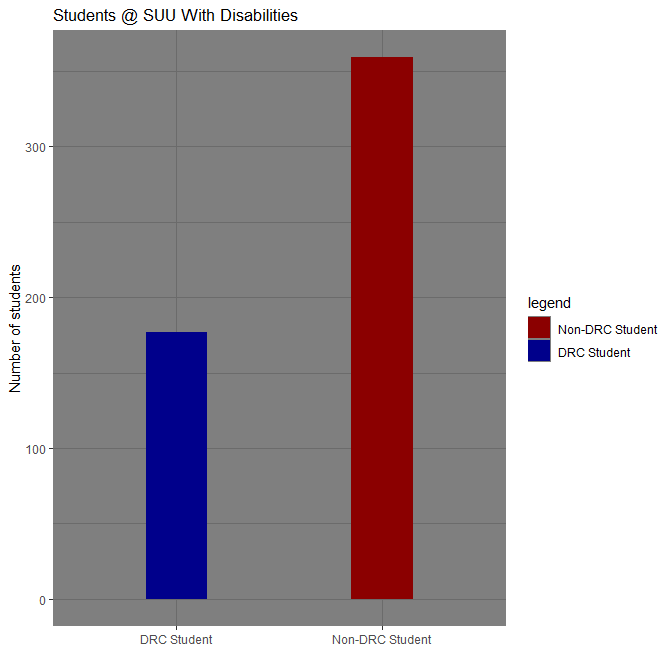 Students @ SUU With Disabilities
Number of students
300
200
100
0
DRC Student
Non-DRC Student
legend
Non-DRC Student
DRC Student